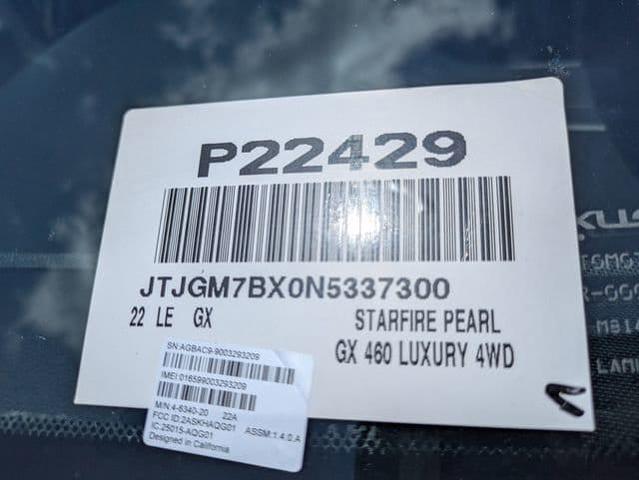 P22429
JTJGM7BX0N5337300
22 LE GX
STARFIRE PEARL
GX 460 LUXURY 4WD
SN:AGBAC9-9003293209
IMEI:016599003293209
M/N:4-6340-20 22A
FCC ID:2ASKHAQG01 ASSM:1.4.0.A
IC:25015-AQG01
Designed in California